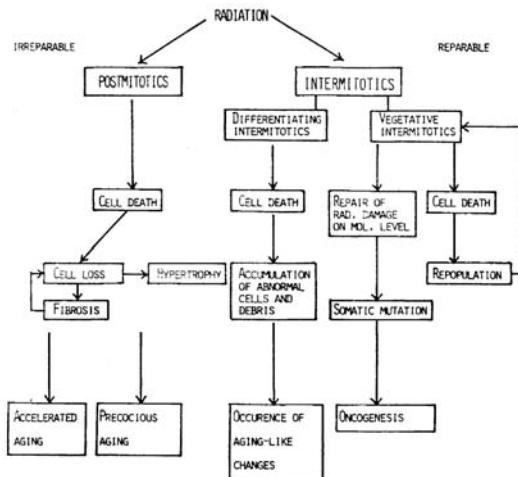 RADIATION
IRREPARABLE
REPARABLE
POSTMITOTICS
INTERMITOTICS
DIFFERENTIATING
INTERMITOTICS
VEGETATIVE
INTERMITOTICS
CELL DEATH
CELL DEATH
REPAIR OF
RAD. DAMAGE
ON MOL. LEVEL
CELL DEATH
CELL LOSS
HYPERTROPHY
ACCUMULATION
OF ABNORMAL
CELLS AND
DEBRIS
REPOPULATION
FIBROSIS
SOMATIC MUTATION
ACCELERATED
AGING
PRECOCIOUS
AGING
OCCURENCE OF
AGING-LIKE
CHANGES
ONCOGENESIS